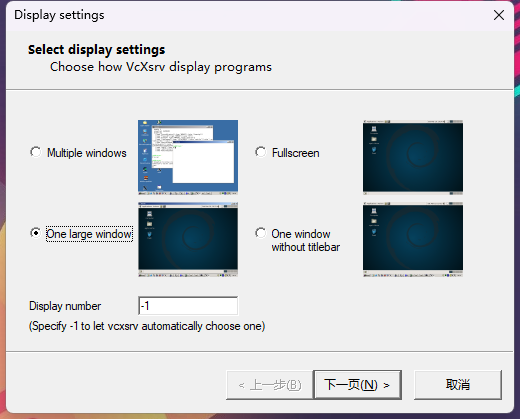 Display settings
Select display settings
Choose how VcXsrv display programs
Multiple windows
Fullscreen
One large window
One window
without titlebar
Display number
-1
(Specify -1 to let vcxsrv automatically choose one)
< 上一步(B)
下一页(N) >
取消